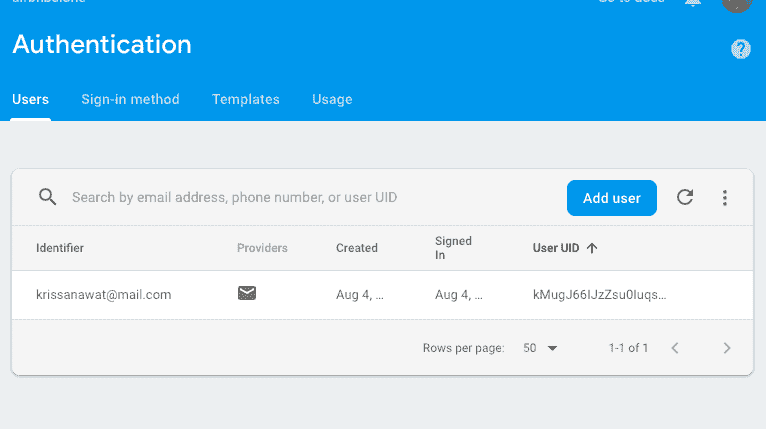 Go to docs
Authentication
Users Sign-in method Templates Usage
Search by email address, phone number, or user UID
Add user
Identifier Providers Created Signed In User UID
krissanawat@mail.com Aug 4, ... Aug 4, ... kMugJ66IJzZsu0Iuqs...
Rows per page: 50 1-1 of 1